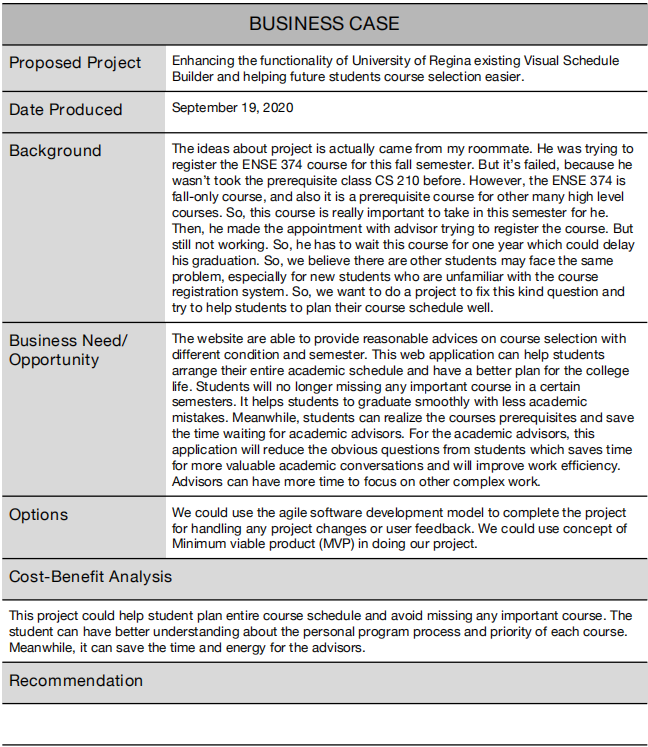 BUSINESS CASE
Proposed Project
Enhancing the functionality of University of Regina existing Visual Schedule
Builder and helping future students course selection easier.
Date Produced
September 19, 2020
Background
The ideas about project is actually came from my roommate. He was trying to
register the ENSE 374 course for this fall semester. But it's failed, because he
wasn't took the prerequisite class CS 210 before. However, the ENSE 374 is
fall-only course, and also it is a prerequisite course for other many high level
courses. So, this course is really important to take in this semester for he.
Then, he made the appointment with advisor trying to register the course. But
still not working. So, he has to wait this course for one year which could delay
his graduation. So, we believe there are other students may face the same
problem, especially for new students who are unfamiliar with the course
registration system. So, we want to do a project to fix this kind question and
try to help students to plan their course schedule well.
Business Need/
Opportunity
The website are able to provide reasonable advices on course selection with
different condition and semester. This web application can help students
arrange their entire academic schedule and have a better plan for the college
life. Students will no longer missing any important course in a certain
semesters. It helps students to graduate smoothly with less academic
mistakes. Meanwhile, students can realize the courses prerequisites and save
the time waiting for academic advisors. For the academic advisors, this
application will reduce the obvious questions from students which saves time
for more valuable academic conversations and will improve work efficiency.
Advisors can have more time to focus on other complex work.
Options
We could use the agile software development model to complete the project
for handling any project changes or user feedback. We could use concept of
Minimum viable product (MVP) in doing our project.
Cost-Benefit Analysis
This project could help student plan entire course schedule and avoid missing any important course. The
student can have better understanding about the personal program process and priority of each course.
Meanwhile, it can save the time and energy for the advisors.
Recommendation